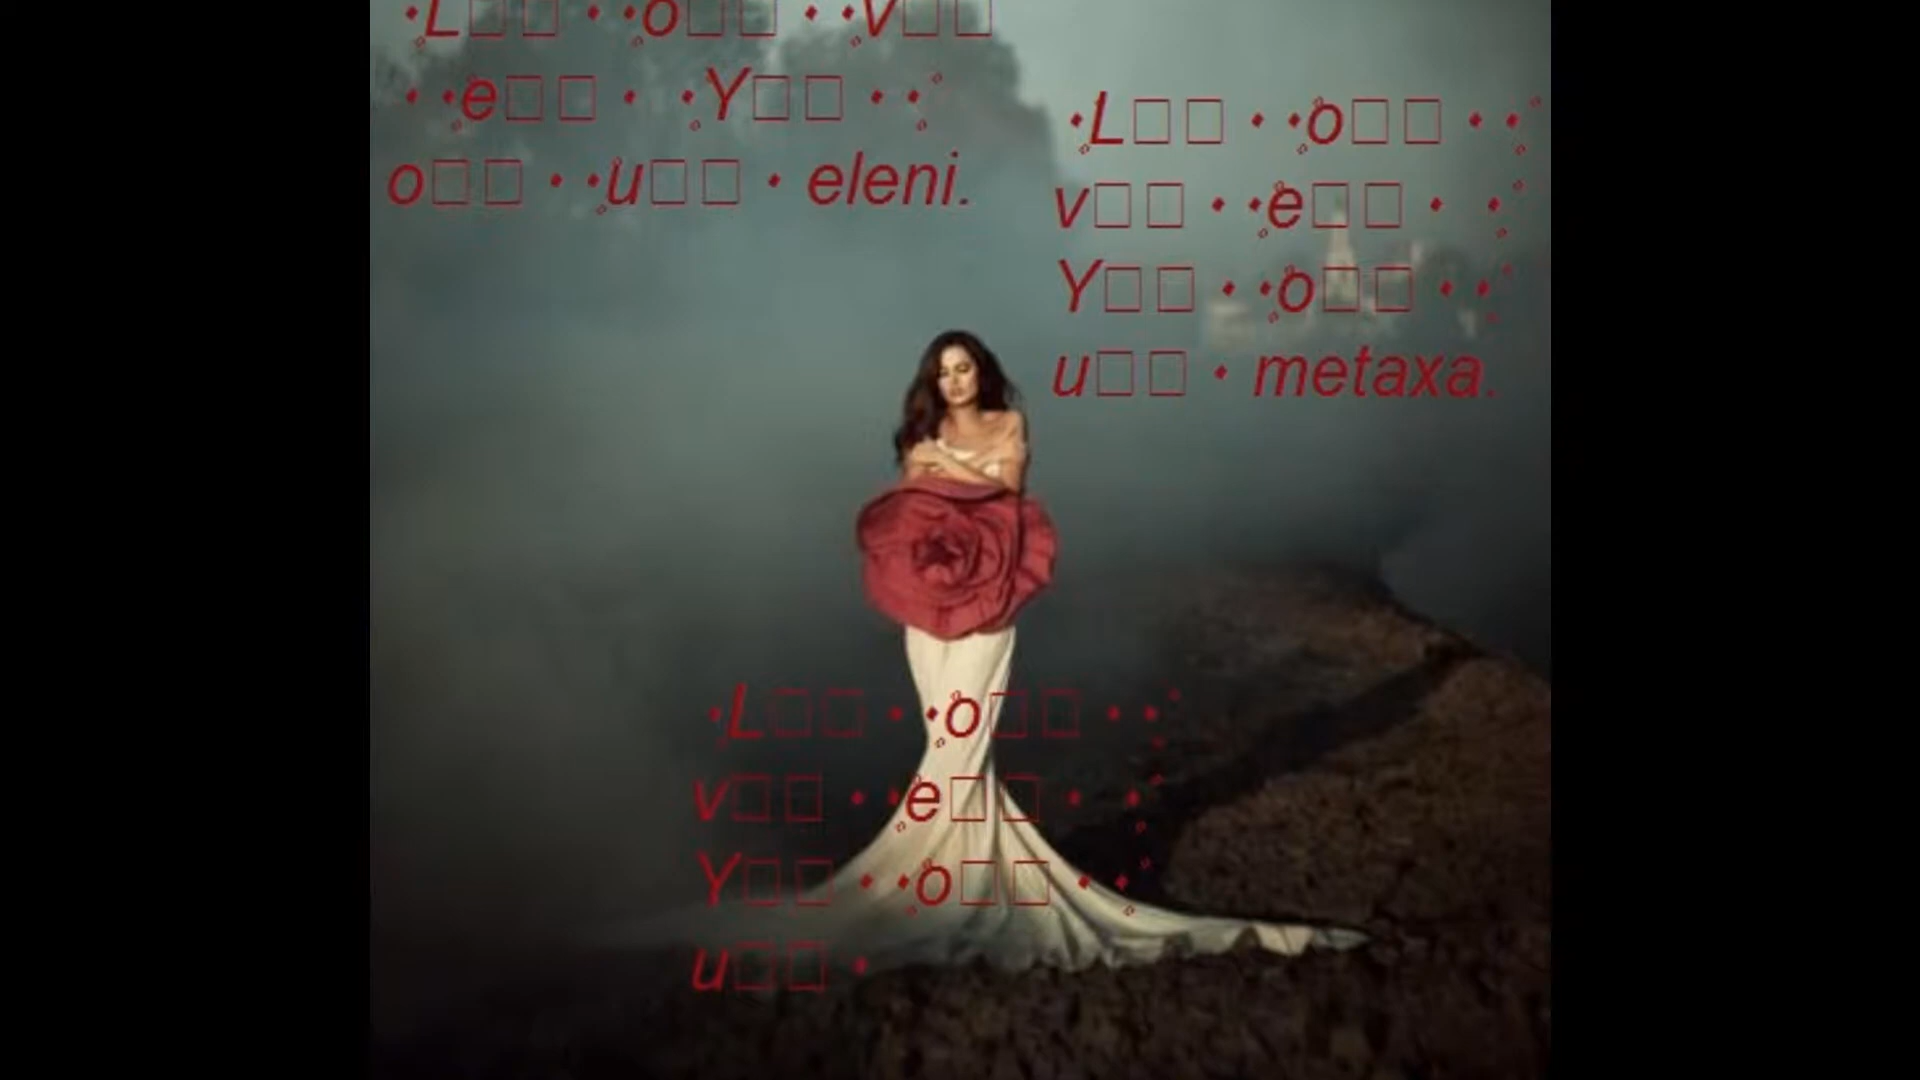 ·L□□··o□□··v□□
··e□□· ·Y□□··
o□□··u□□· eleni.
·L□□··o□□··
v□□··e□□· ·
Y□□··o□□··
u□□· metaxa.
·L□□··o□□··
v□□··e□□· ·
Y□□··o□□··
u□□·